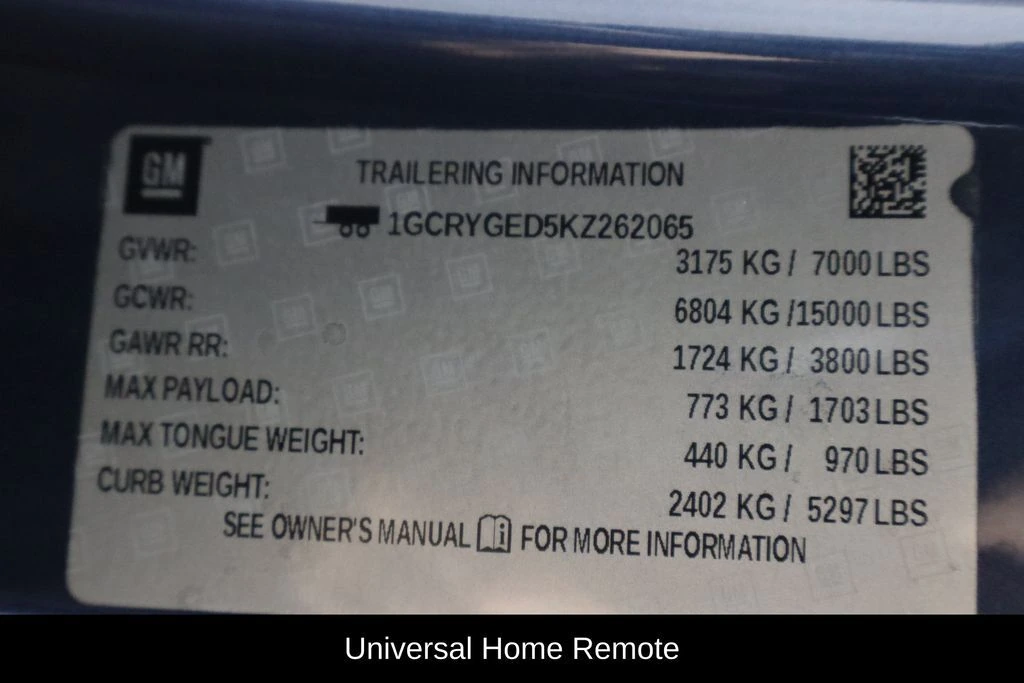 GM
TRAILERING INFORMATION
1GCRYGED5KZ262065
GVWR: 3175 KG / 7000 LBS
GCWR: 6804 KG /15000 LBS
GAWR RR: 1724 KG / 3800 LBS
MAX PAYLOAD: 773 KG / 1703 LBS
MAX TONGUE WEIGHT: 440 KG / 970 LBS
CURB WEIGHT: 2402 KG / 5297 LBS
SEE OWNER'S MANUAL i FOR MORE INFORMATION
Universal Home Remote